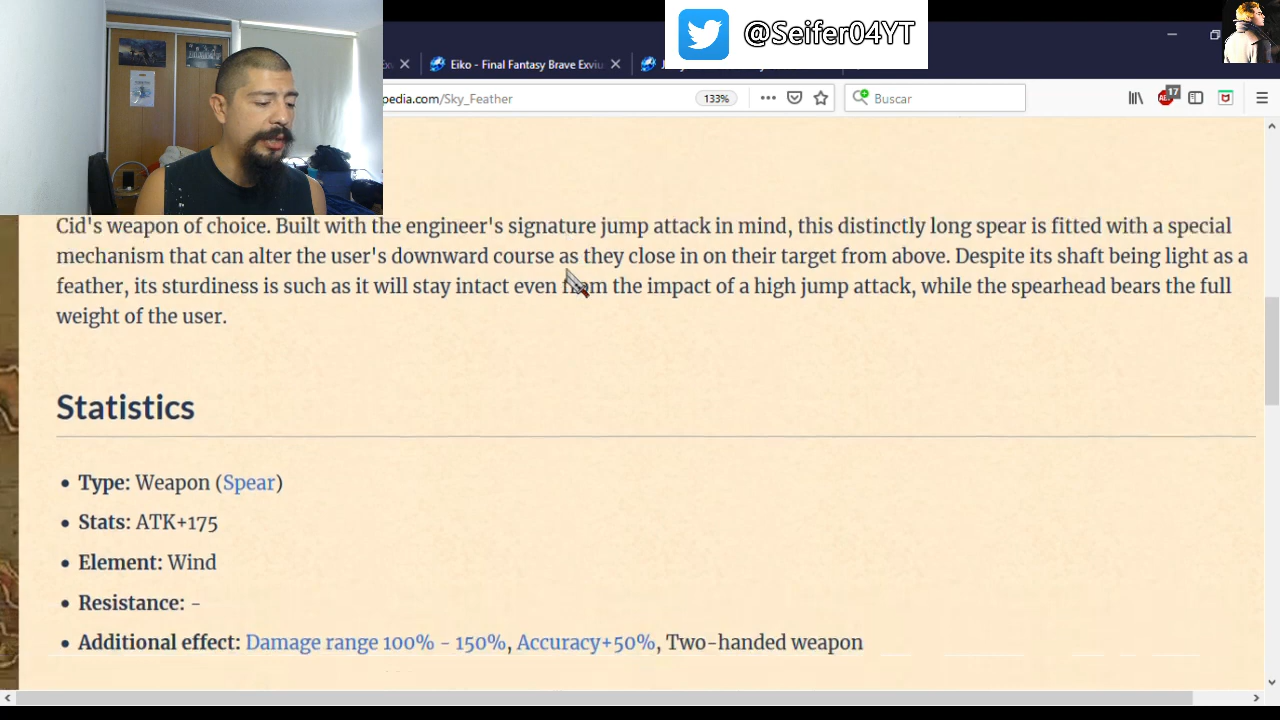 @Seifer04YT
Eiko - Final Fantasy Brave Exviu
pedia.com/Sky_Feather
133%
Buscar
17
Cid's weapon of choice. Built with the engineer's signature jump attack in mind, this distinctly long spear is fitted with a special
mechanism that can alter the user's downward course as they close in on their target from above. Despite its shaft being light as a
feather, its sturdiness is such as it will stay intact even from the impact of a high jump attack, while the spearhead bears the full
weight of the user.
Statistics
• Type: Weapon (Spear)
• Stats: ATK+175
• Element: Wind
• Resistance: -
• Additional effect: Damage range 100% - 150%, Accuracy+50%, Two-handed weapon